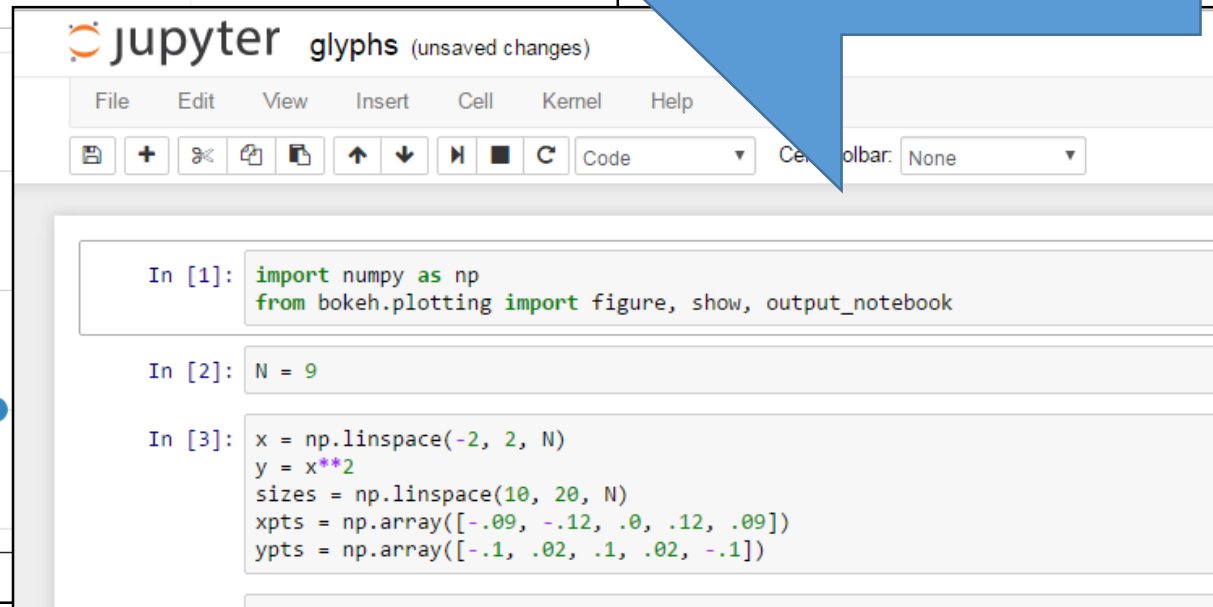 jupyter glyphs (unsaved changes)
File Edit View Insert Cell Kernel Help
Code olbar: None
In [1]: import numpy as np
from bokeh.plotting import figure, show, output_notebook
In [2]: N = 9
In [3]: x = np.linspace(-2, 2, N)
y = x**2
sizes = np.linspace(10, 20, N)
xpts = np.array([-.09, -.12, .0, .12, .09])
ypts = np.array([-.1, .02, .1, .02, -.1])